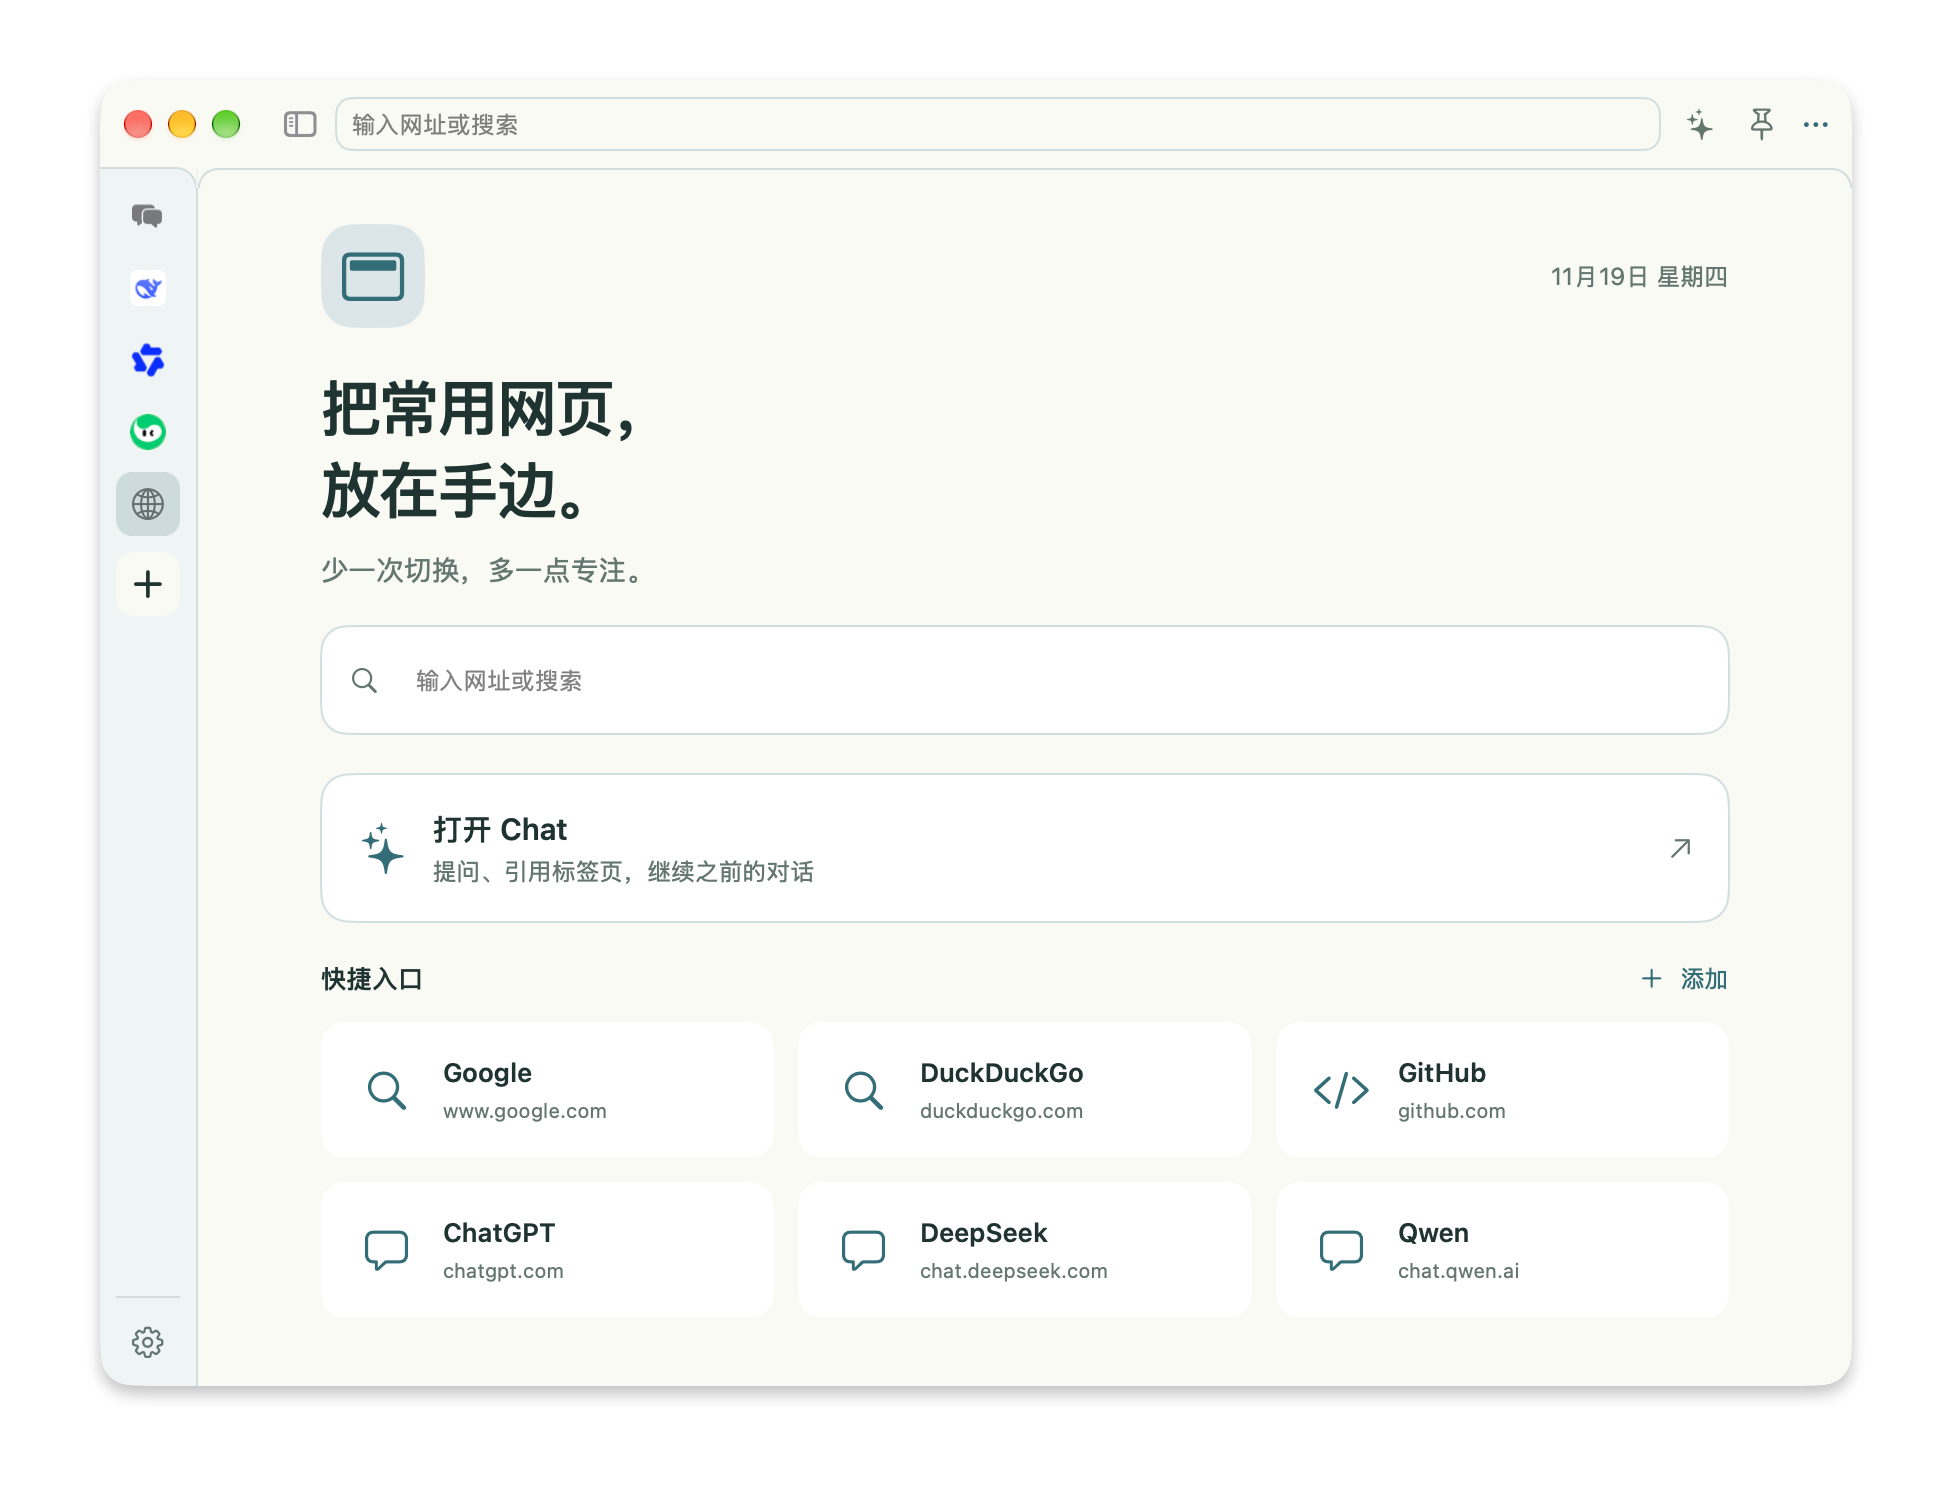 输入网址或搜索
11月19日 星期四
把常用网页，
放在手边。
少一次切换，多一点专注。
输入网址或搜索
打开 Chat
提问、引用标签页，继续之前的对话
快捷入口
添加
Google
www.google.com
DuckDuckGo
duckduckgo.com
GitHub
github.com
ChatGPT
chatgpt.com
DeepSeek
chat.deepseek.com
Qwen
chat.qwen.ai